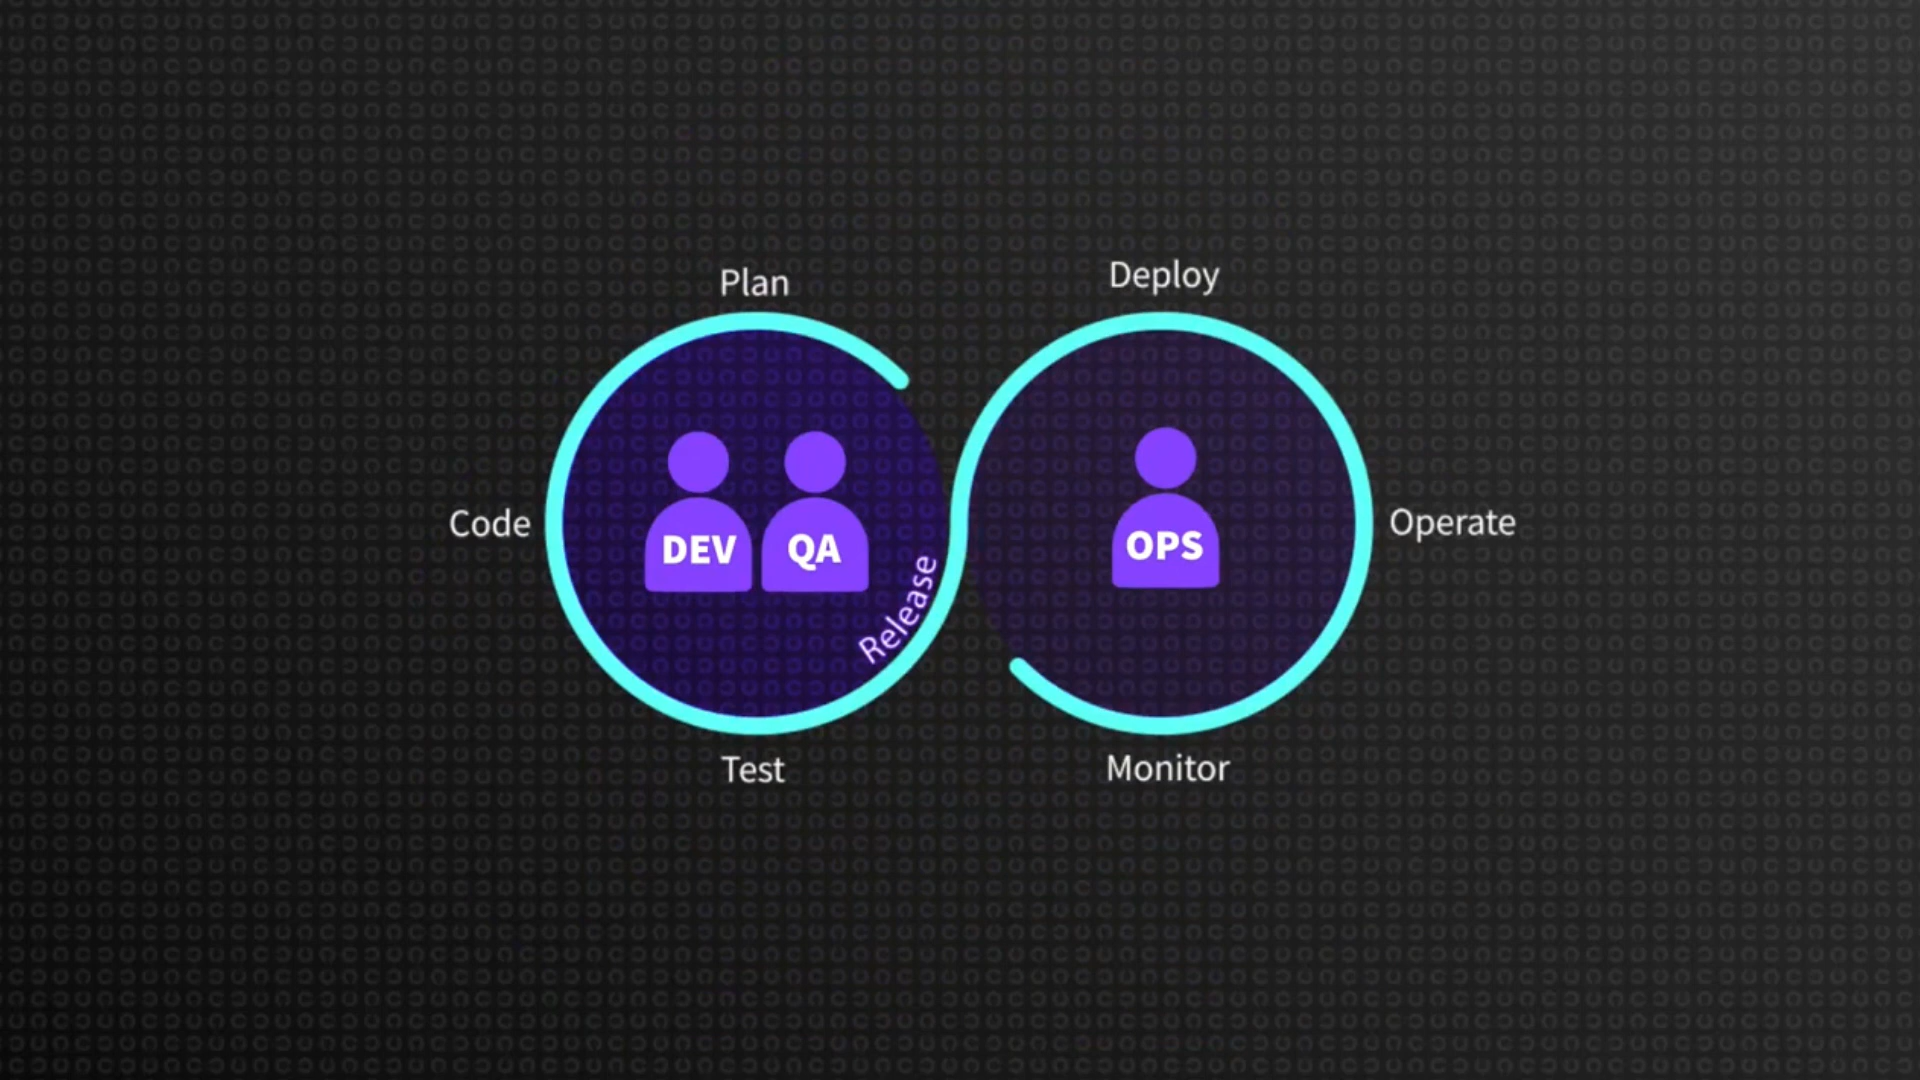 Plan
Deploy
Code
DEV
QA
OPS
Operate
Release
Test
Monitor